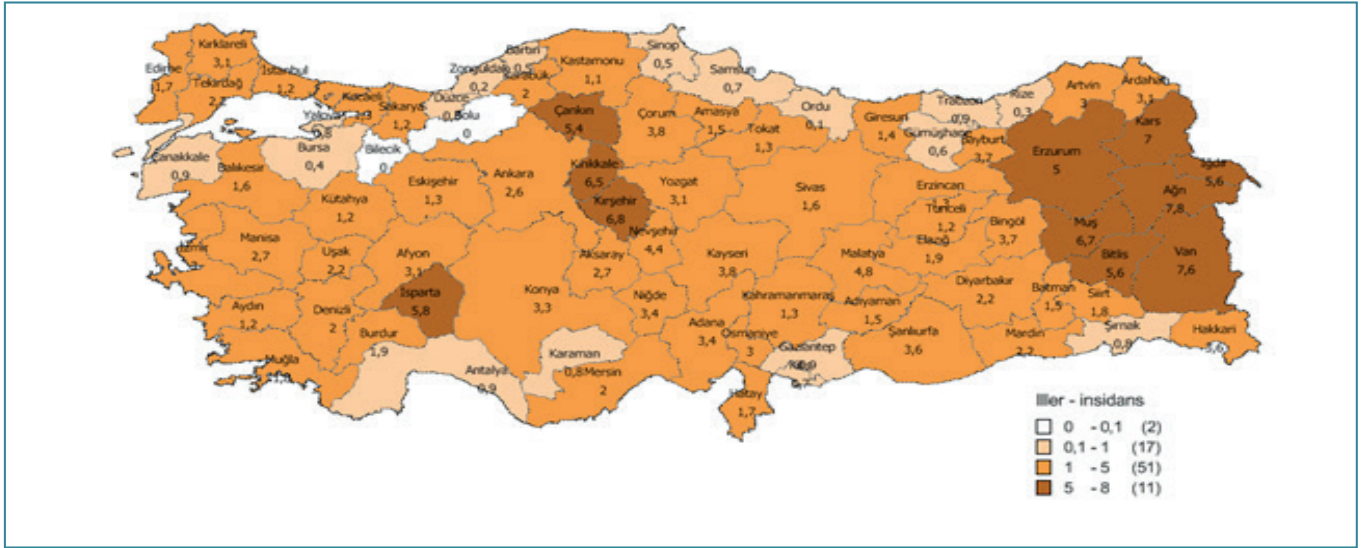 Kırklareli
3,1
Edirne
1,7
Tekirdağ
İstanbul
1,2
Kocaeli
Sakarya
1,2
Yalova
0,8
Düzce
Bolu
0
Zonguldak
0,2
Bartın
0,5
Karabük
2
Kastamonu
1,1
Sinop
0,5
Samsun
0,7
Ordu
0,1
Giresun
1,4
Trabzon
0,9
Rize
0,3
Artvin
3
Ardahan
3,1
Kars
7
Iğdır
5,6
Ağrı
7,8
Erzurum
5
Bayburt
3,7
Gümüşhane
0,6
Çankırı
5,4
Çorum
3,8
Amasya
1,5
Tokat
1,3
Çanakkale
0,9
Balıkesir
1,6
Bursa
0,4
Bilecik
0
Kütahya
1,2
Eskişehir
1,3
Ankara
2,6
Kırıkkale
6,5
Kırşehir
6,8
Yozgat
3,1
Sivas
1,6
Erzincan
1,3
Tunceli
1,2
Elazığ
1,9
Bingöl
3,7
Muş
6,7
Bitlis
5,6
Van
7,6
İzmir
Manisa
2,7
Uşak
2,2
Afyon
3,1
Isparta
5,8
Konya
3,3
Aksaray
2,7
Nevşehir
4,4
Niğde
3,4
Kayseri
3,8
Malatya
4,8
Kahramanmaraş
1,3
Adıyaman
1,5
Diyarbakır
2,2
Batman
1,5
Siirt
1,8
Şırnak
0,8
Hakkari
Mardin
2,2
Şanlıurfa
3,6
Gaziantep
0,7
Osmaniye
3
Adana
3,4
Hatay
1,7
Mersin
2
Karaman
0,8
Antalya
0,9
Burdur
1,9
Denizli
2
Aydın
1,2
Muğla
İller - insidans
0 - 0,1 (2)
0,1 - 1 (17)
1 - 5 (51)
5 - 8 (11)